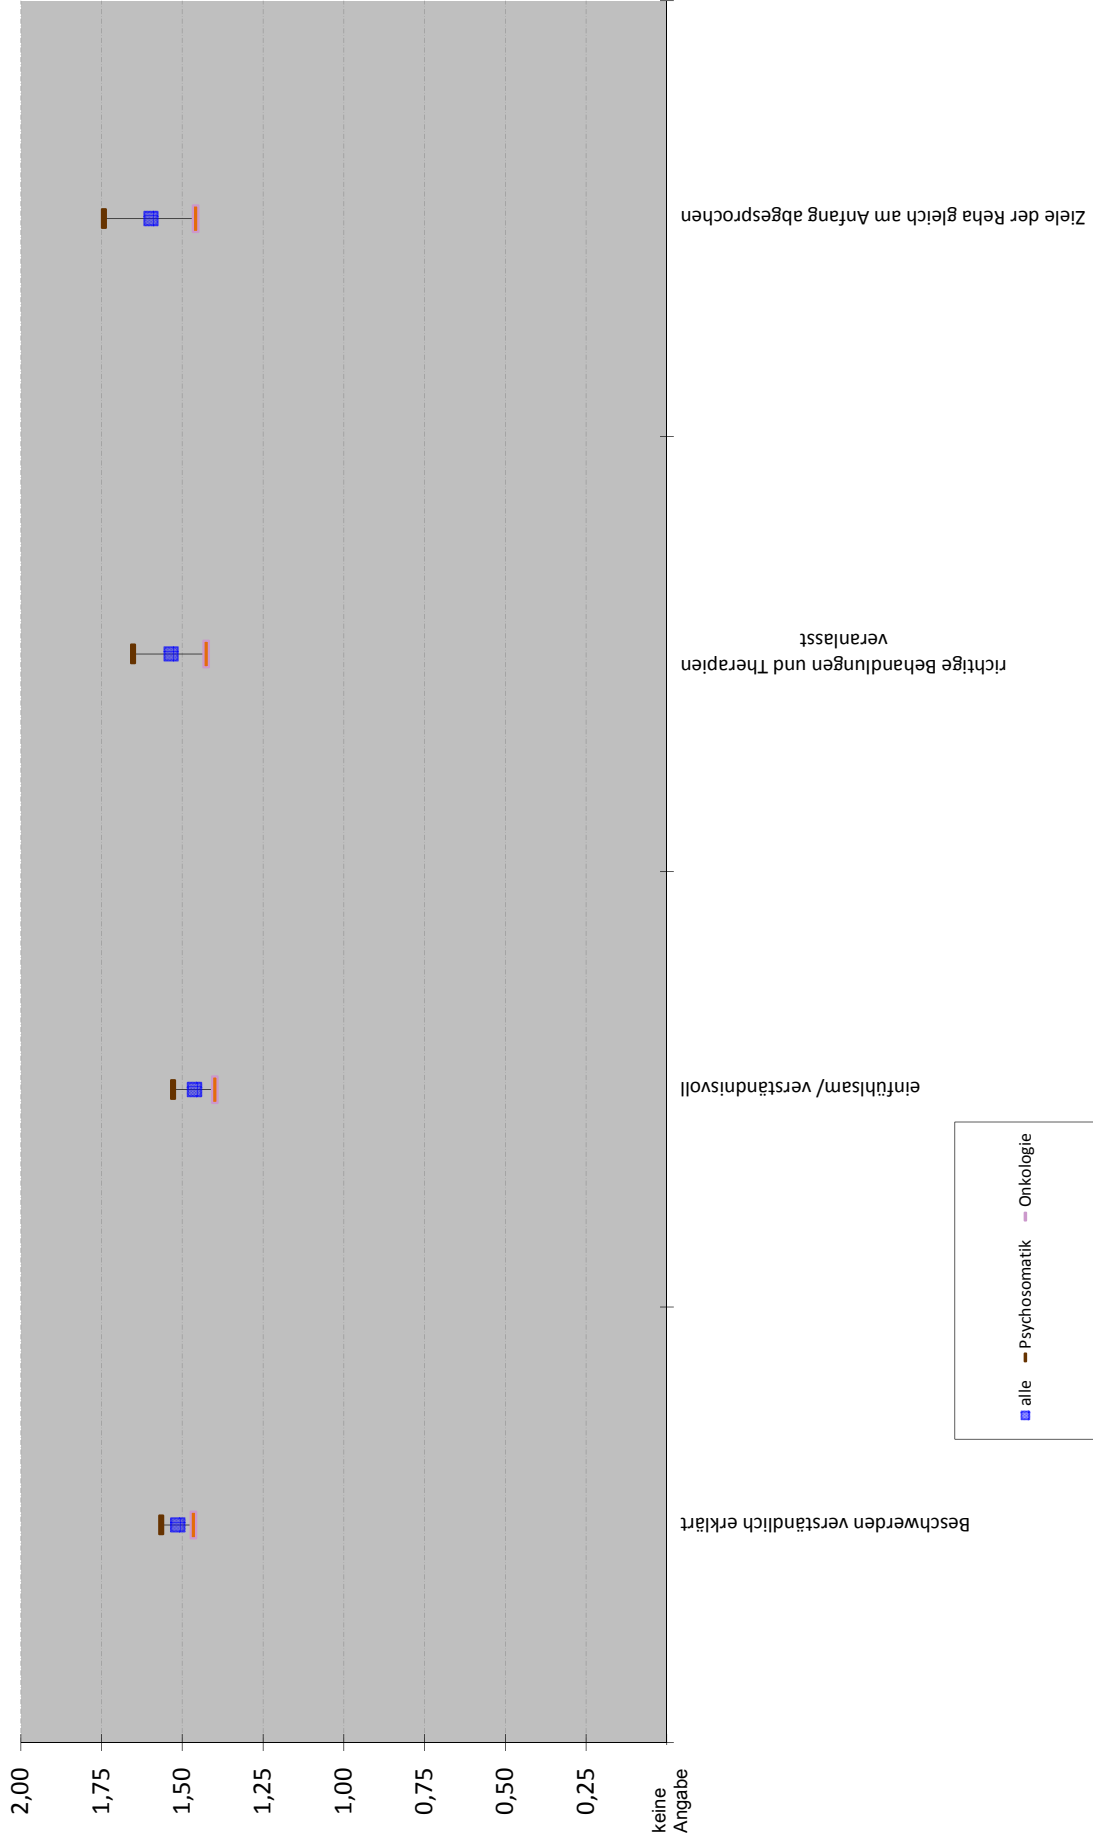 2,00
1,75
1,50
1,25
1,00
0,75
0,50
0,25
keine
Angabe
Beschwerden verständlich erklärt
einfühlsam/ verständnisvoll
richtige Behandlungen und Therapien
veranlasst
Ziele der Reha gleich am Anfang abgesprochen
alle Psychosomatik Onkologie